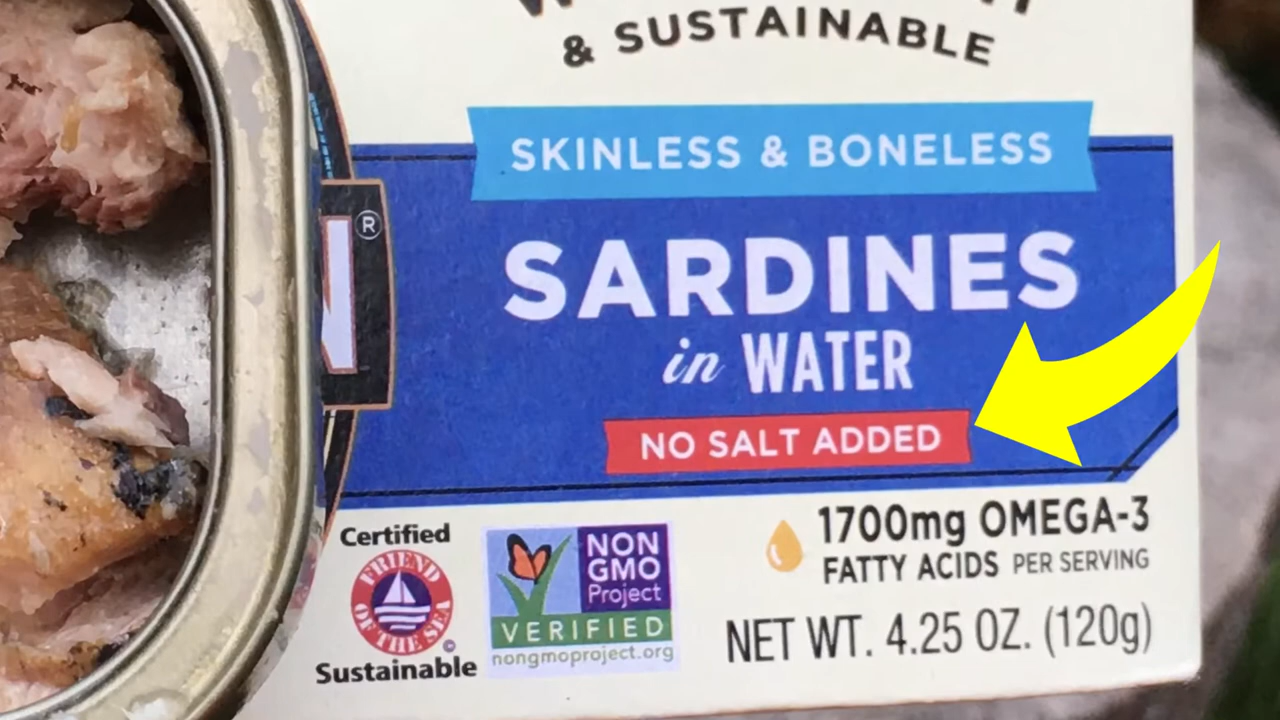 & SUSTAINABLE
SKINLESS & BONELESS
®
SARDINES
in WATER
NO SALT ADDED
1700mg OMEGA-3
FATTY ACIDS PER SERVING
NET WT. 4.25 OZ. (120g)
Certified
FRIEND
OF THE SEA
Sustainable
NON
GMO
Project
VERIFIED
nongmoproject.org